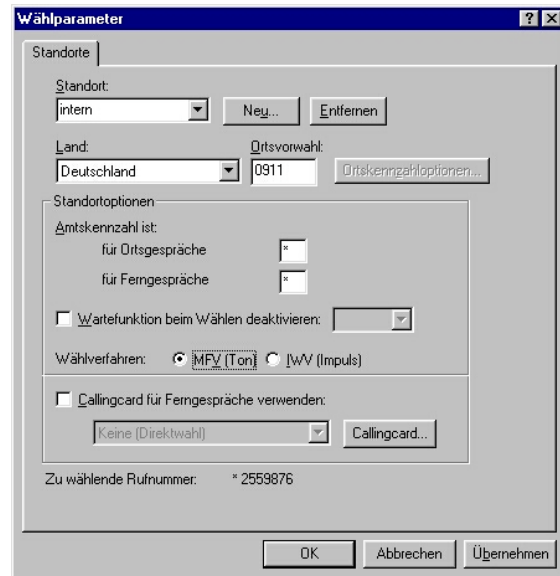 Wählparameter
Standorte
Standort:
intern
Neu...
Entfernen
Land:
Ortsvorwahl:
Deutschland
0911
Ortskennzahloptionen...
Standortoptionen
Amtskennzahl ist:
für Ortsgespräche *
für Ferngespräche *
Wartefunktion beim Wählen deaktivieren:
Wählverfahren: MFV (Ton) IWV (Impuls)
Callingcard für Ferngespräche verwenden:
Keine (Direktwahl)
Callingcard...
Zu wählende Rufnummer: * 2559876
OK Abbrechen Übernehmen